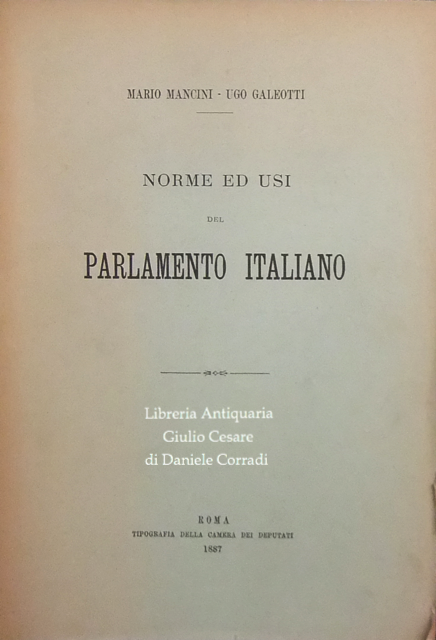 MARIO MANCINI - UGO GALEOTTI
NORME ED USI
DEL
PARLAMENTO ITALIANO
Libreria Antiquaria
Giulio Cesare
di Daniele Corradi
ROMA
TIPOGRAFIA DELLA CAMERA DEI DEPUTATI
1887